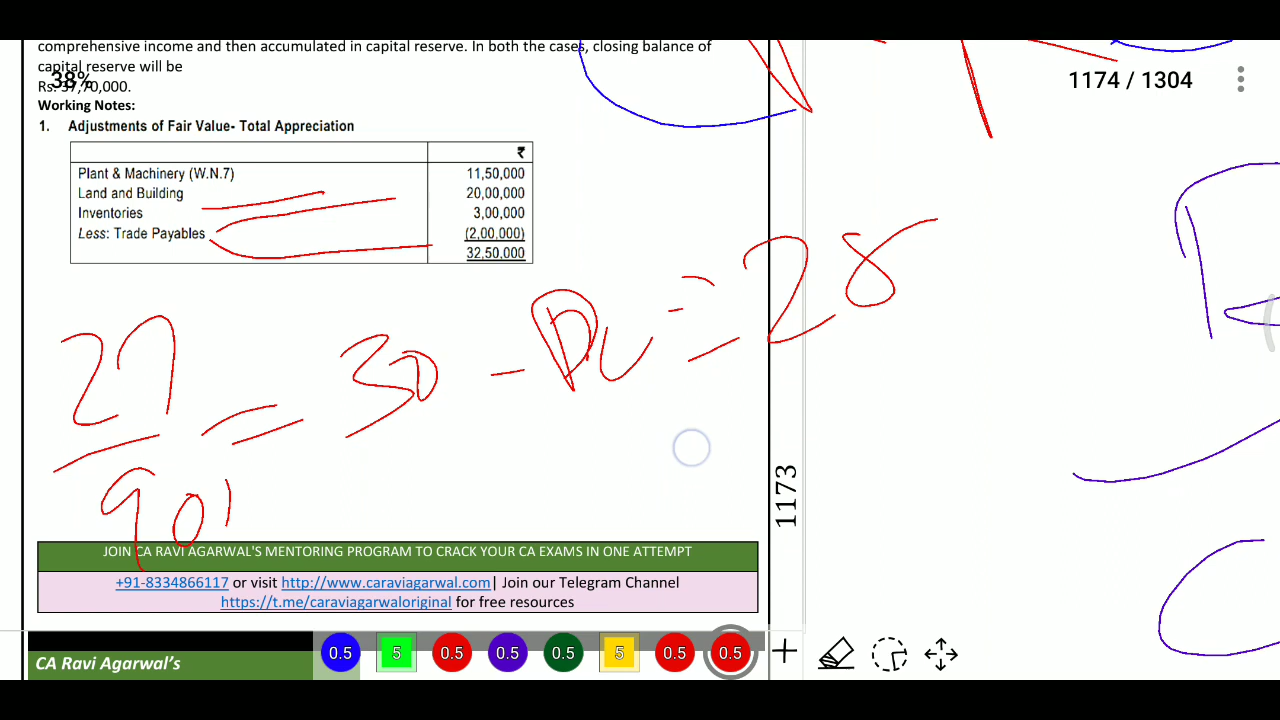 comprehensive income and then accumulated in capital reserve. In both the cases, closing balance of
capital reserve will be
38%
Rs. 37,70,000.
1174 / 1304
Working Notes:
1. Adjustments of Fair Value- Total Appreciation
₹
Plant & Machinery (W.N.7) 11,50,000
Land and Building 20,00,000
Inventories 3,00,000
Less: Trade Payables (2,00,000)
32,50,000
= 30 - = 28
90
1173
JOIN CA RAVI AGARWAL'S MENTORING PROGRAM TO CRACK YOUR CA EXAMS IN ONE ATTEMPT
+91-8334866117 or visit http://www.caraviagarwal.com| Join our Telegram Channel
https://t.me/caraviagarwaloriginal for free resources
CA Ravi Agarwal's
0.5 5 0.5 0.5 0.5 5 0.5 0.5